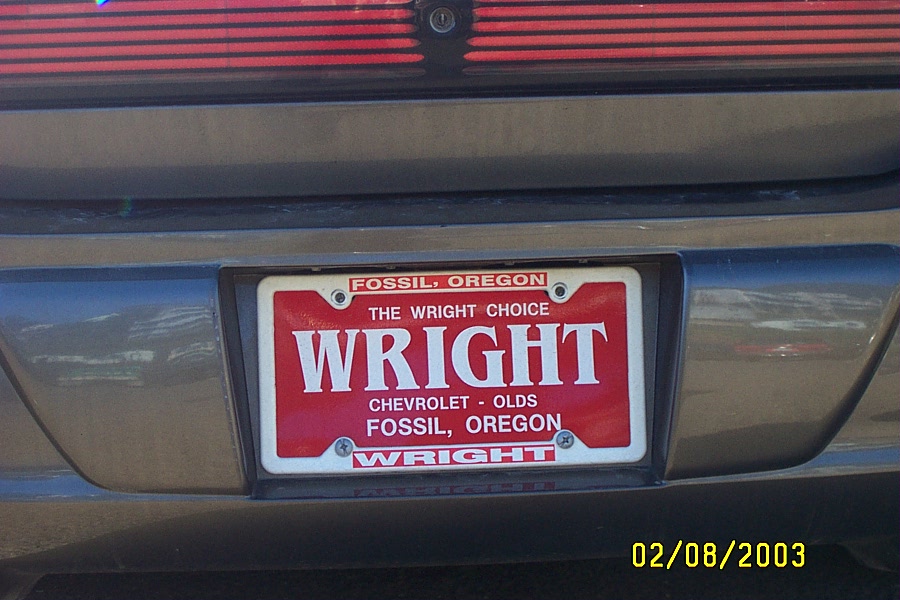 FOSSIL, OREGON
THE WRIGHT CHOICE
WRIGHT
CHEVROLET - OLDS
FOSSIL, OREGON
WRIGHT
02/08/2003